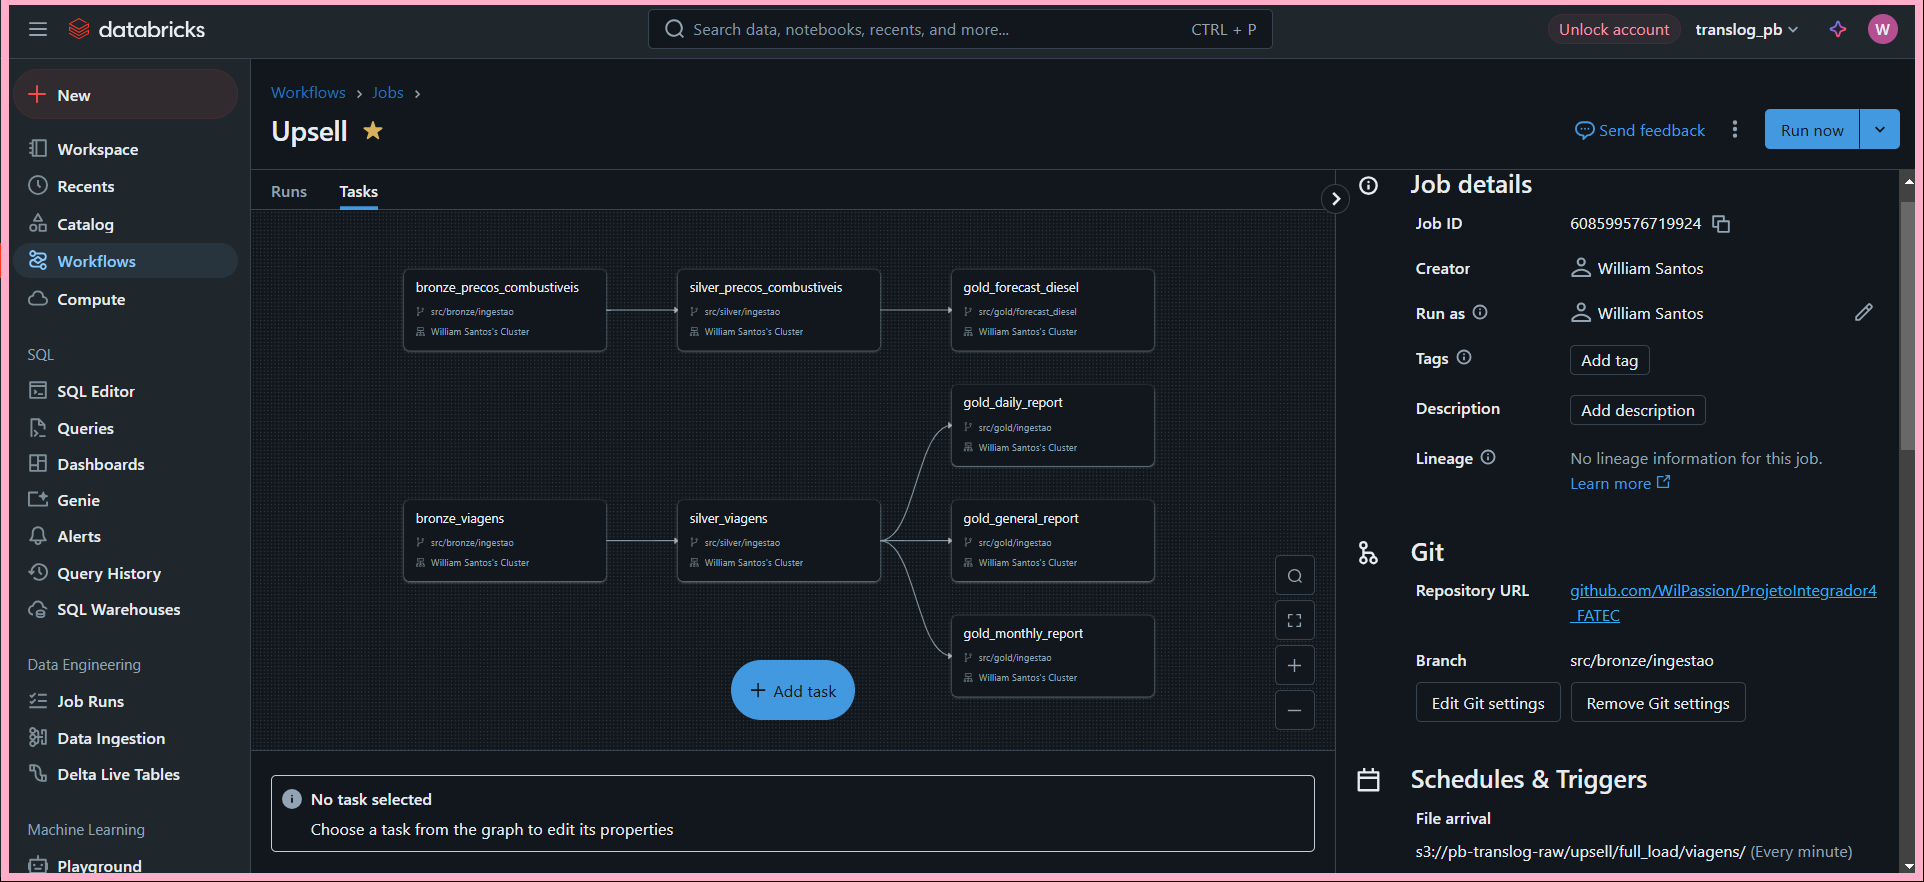 databricks
Search data, notebooks, recents, and more...
CTRL + P
Unlock account
translog_pb
W
New
Workspace
Recents
Catalog
Workflows
Compute
SQL
SQL Editor
Queries
Dashboards
Genie
Alerts
Query History
SQL Warehouses
Data Engineering
Job Runs
Data Ingestion
Delta Live Tables
Machine Learning
Playground
Workflows > Jobs >
Upsell
Send feedback
Run now
Runs
Tasks
bronze_precos_combustiveis
src/bronze/ingestao
William Santos's Cluster
silver_precos_combustiveis
src/silver/ingestao
William Santos's Cluster
gold_forecast_diesel
src/gold/forecast_diesel
William Santos's Cluster
gold_daily_report
src/gold/ingestao
William Santos's Cluster
bronze_viagens
src/bronze/ingestao
William Santos's Cluster
silver_viagens
src/silver/ingestao
William Santos's Cluster
gold_general_report
src/gold/ingestao
William Santos's Cluster
gold_monthly_report
src/gold/ingestao
William Santos's Cluster
+ Add task
No task selected
Choose a task from the graph to edit its properties
Job details
Job ID 608599576719924
Creator William Santos
Run as William Santos
Tags Add tag
Description Add description
Lineage No lineage information for this job.
Learn more
Git
Repository URL github.com/WilPassion/ProjetoIntegrador4
_FATEC
Branch src/bronze/ingestao
Edit Git settings Remove Git settings
Schedules & Triggers
File arrival
s3://pb-translog-raw/upsell/full_load/viagens/ (Every minute)